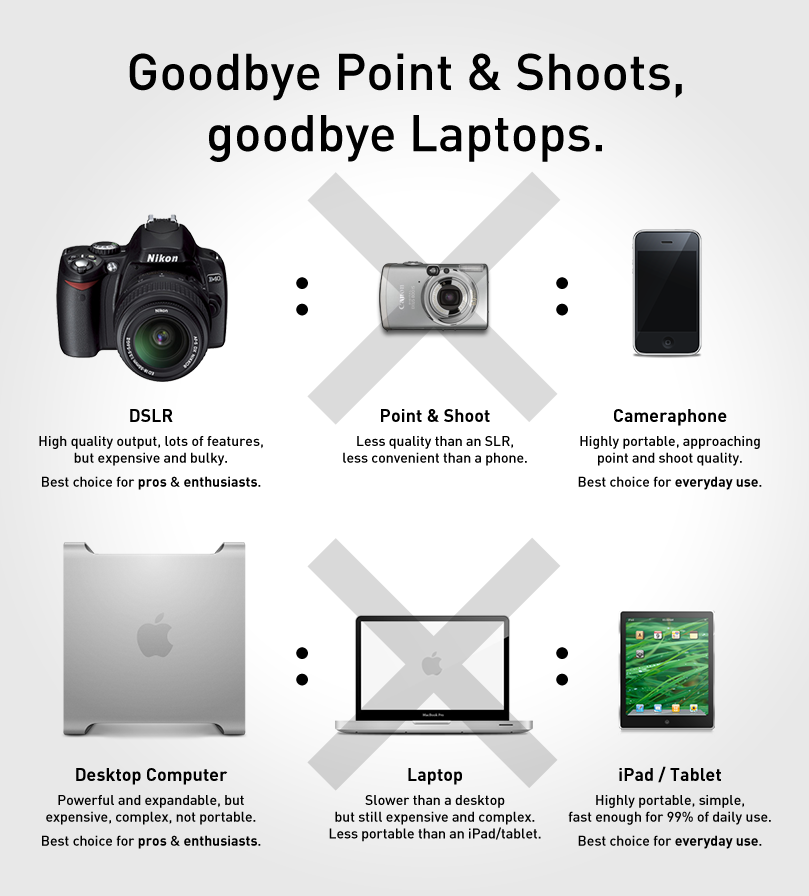 Goodbye Point & Shoots,
goodbye Laptops.
Nikon
D40
Nikon
Canon
DSLR
High quality output, lots of features,
but expensive and bulky.
Best choice for pros & enthusiasts.
Point & Shoot
Less quality than an SLR,
less convenient than a phone.
Cameraphone
Highly portable, approaching
point and shoot quality.
Best choice for everyday use.
MacBook Pro
Desktop Computer
Powerful and expandable, but
expensive, complex, not portable.
Best choice for pros & enthusiasts.
Laptop
Slower than a desktop
but still expensive and complex.
Less portable than an iPad/tablet.
iPad / Tablet
Highly portable, simple,
fast enough for 99% of daily use.
Best choice for everyday use.